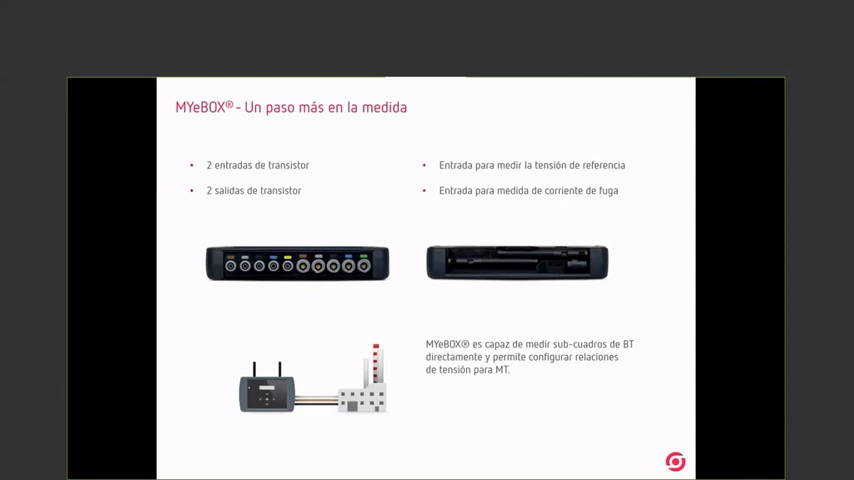 MYeBOX® - Un paso más en la medida
• 2 entradas de transistor
• 2 salidas de transistor
• Entrada para medir la tensión de referencia
• Entrada para medida de corriente de fuga
MYeBOX® es capaz de medir sub-cuadros de BT
directamente y permite configurar relaciones
de tensión para MT.